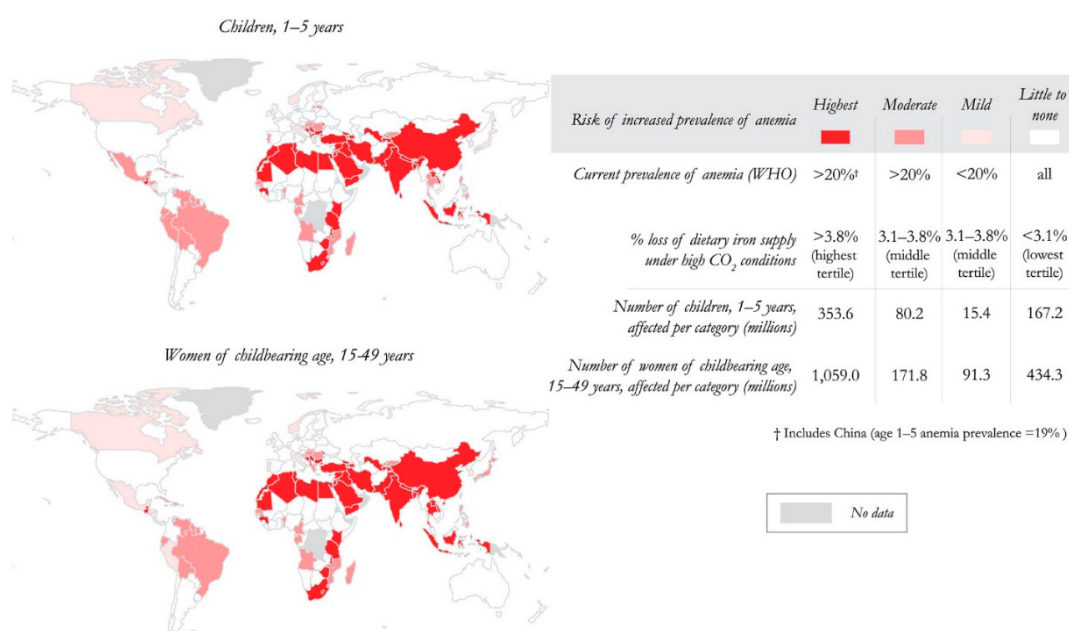 Children, 1–5 years
Women of childbearing age, 15-49 years
Risk of increased prevalence of anemia
Highest
Moderate
Mild
Little to
none
Current prevalence of anemia (WHO)
>20%†
>20%
<20%
all
% loss of dietary iron supply
under high CO₂ conditions
>3.8%
(highest
tertile)
3.1–3.8%
(middle
tertile)
3.1–3.8%
(middle
tertile)
<3.1%
(lowest
tertile)
Number of children, 1–5 years,
affected per category (millions)
353.6
80.2
15.4
167.2
Number of women of childbearing age,
15–49 years, affected per category (millions)
1,059.0
171.8
91.3
434.3
† Includes China (age 1–5 anemia prevalence =19% )
No data